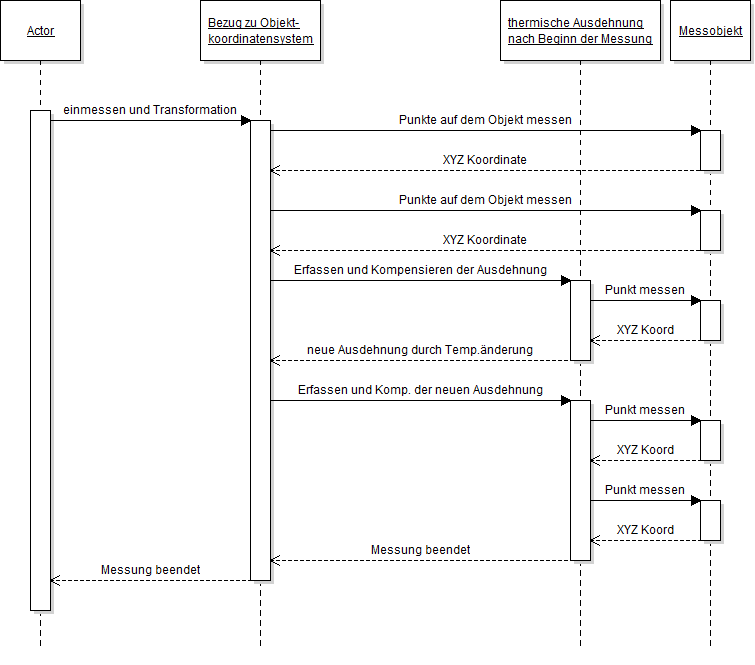 Actor
Bezug zu Objekt-
koordinatensystem
thermische Ausdehnung
nach Beginn der Messung
Messobjekt
einmessen und Transformation
Punkte auf dem Objekt messen
XYZ Koordinate
Punkte auf dem Objekt messen
XYZ Koordinate
Erfassen und Kompensieren der Ausdehnung
Punkt messen
XYZ Koord
neue Ausdehnung durch Temp.änderung
Erfassen und Komp. der neuen Ausdehnung
Punkt messen
XYZ Koord
Punkt messen
XYZ Koord
Messung beendet
Messung beendet